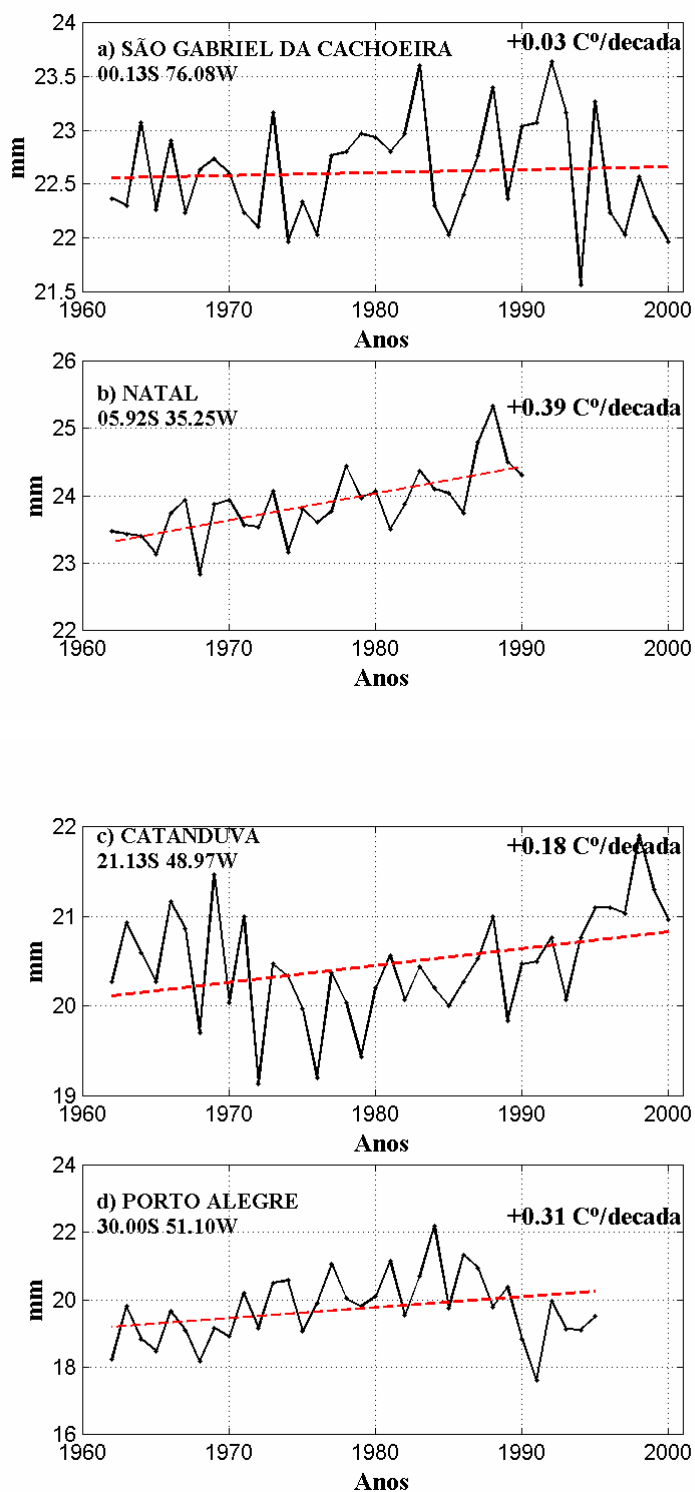 24
a) SÃO GABRIEL DA CACHOEIRA
+0.03 Cº/decada
00.13S 76.08W
23.5
23
mm
22.5
22
21.5
1960 1970 1980 1990 2000
Anos
26
b) NATAL
+0.39 Cº/decada
05.92S 35.25W
25
mm
24
23
22
1960 1970 1980 1990 2000
Anos
22
c) CATANDUVA
+0.18 Cº/decada
21.13S 48.97W
21
mm
20
19
1960 1970 1980 1990 2000
Anos
24
d) PORTO ALEGRE
+0.31 Cº/decada
30.00S 51.10W
22
mm
20
18
16
1960 1970 1980 1990 2000
Anos